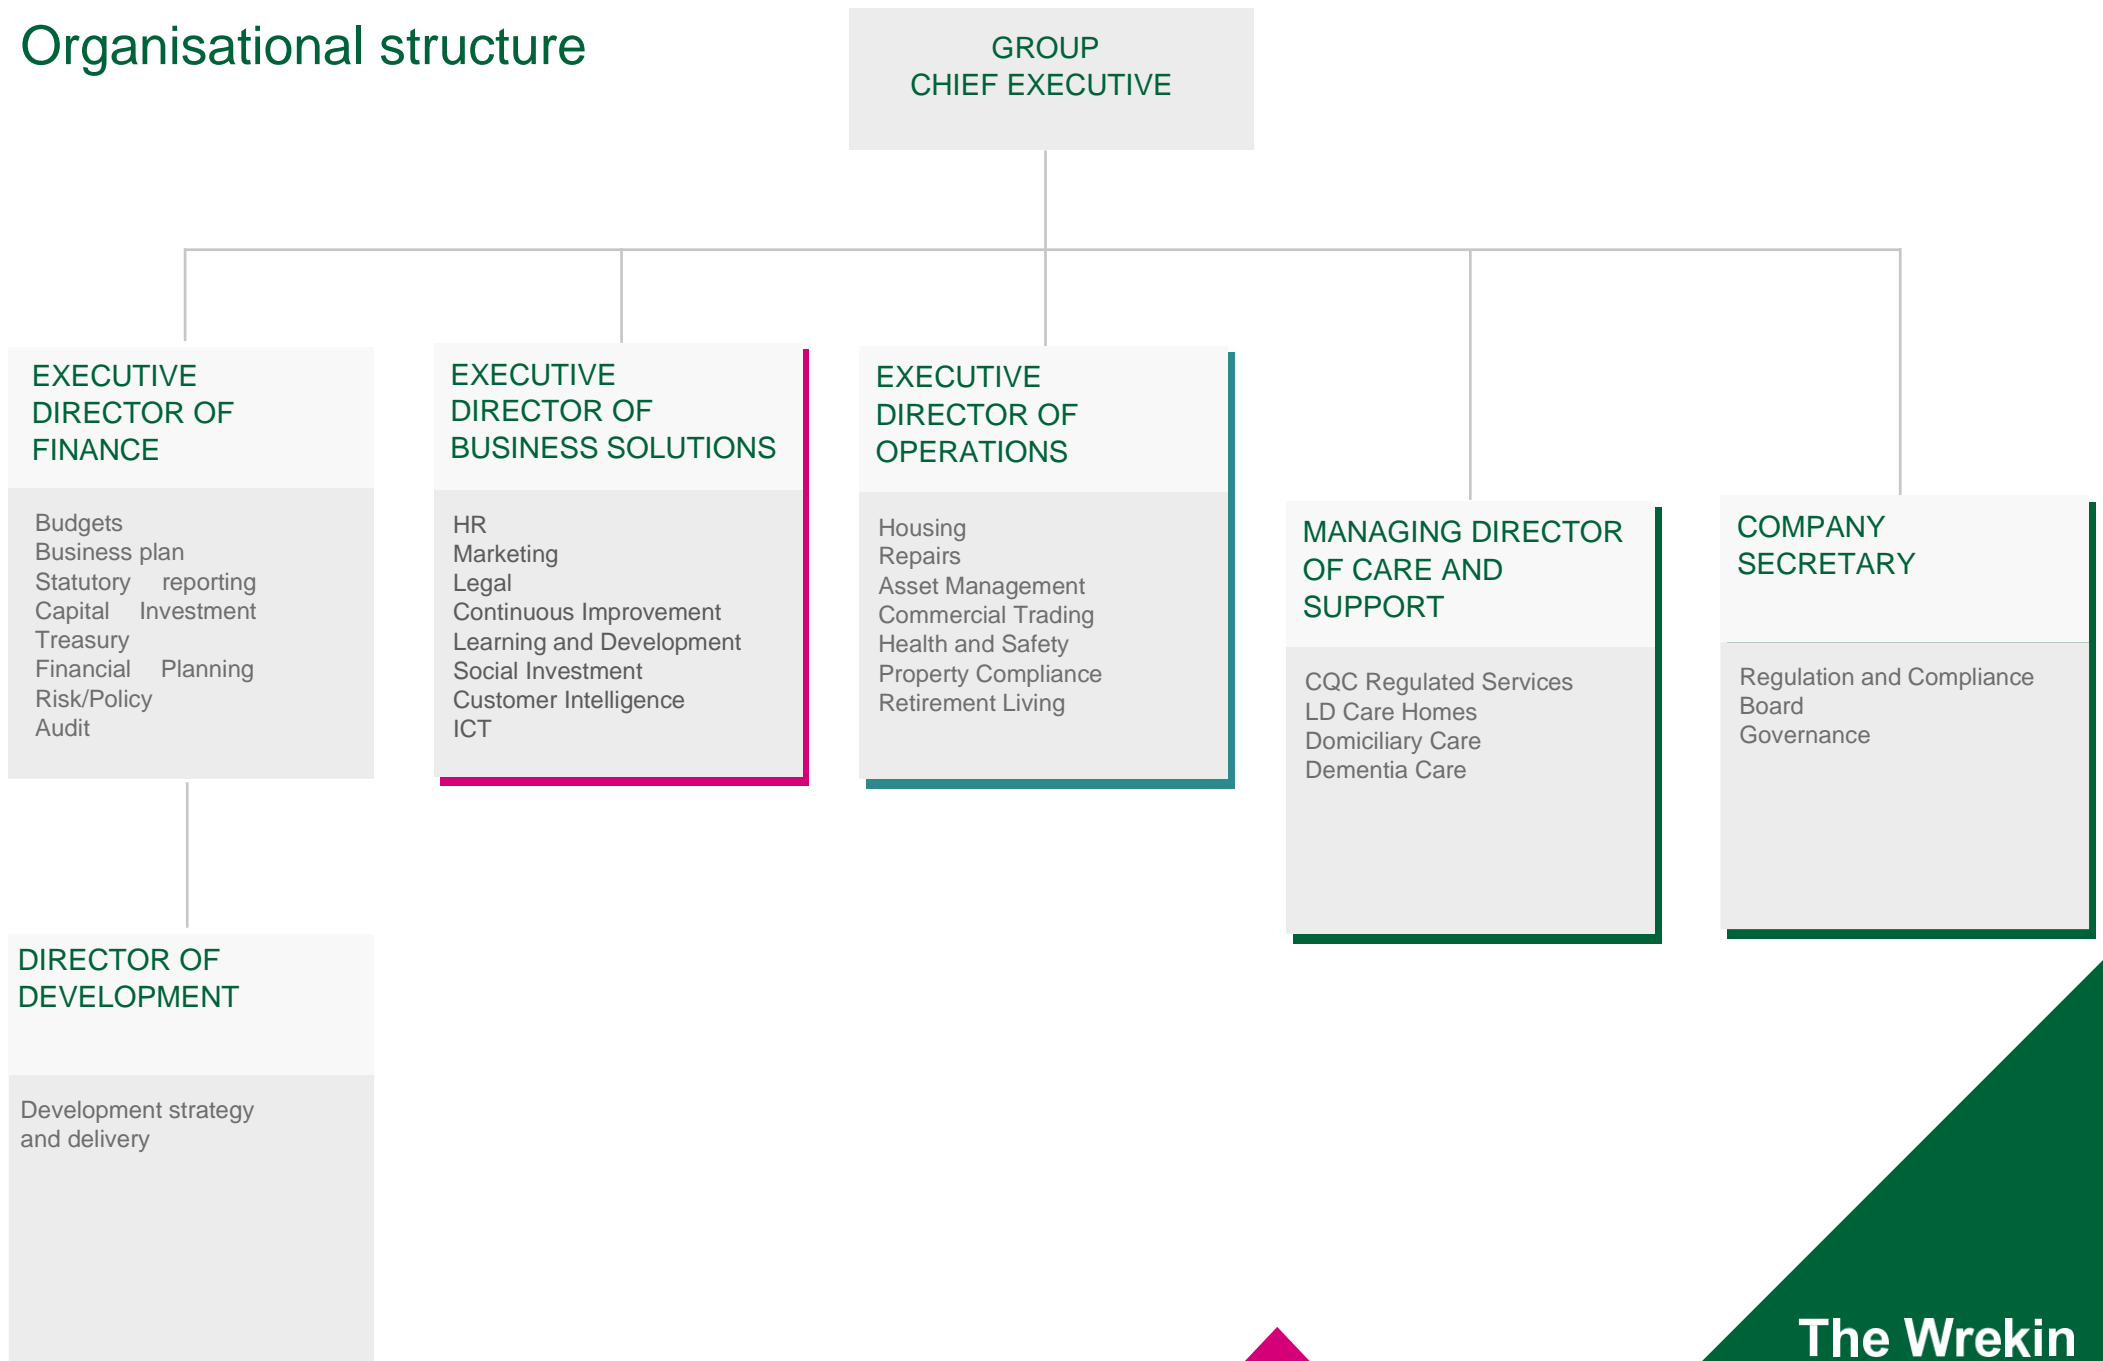 Organisational structure
GROUP
CHIEF EXECUTIVE
EXECUTIVE
DIRECTOR OF
FINANCE
Budgets
Business plan
Statutory reporting
Capital Investment
Treasury
Financial Planning
Risk/Policy
Audit
EXECUTIVE
DIRECTOR OF
BUSINESS SOLUTIONS
HR
Marketing
Legal
Continuous Improvement
Learning and Development
Social Investment
Customer Intelligence
ICT
EXECUTIVE
DIRECTOR OF
OPERATIONS
Housing
Repairs
Asset Management
Commercial Trading
Health and Safety
Property Compliance
Retirement Living
MANAGING DIRECTOR
OF CARE AND
SUPPORT
CQC Regulated Services
LD Care Homes
Domiciliary Care
Dementia Care
COMPANY
SECRETARY
Regulation and Compliance
Board
Governance
DIRECTOR OF
DEVELOPMENT
Development strategy
and delivery
The Wrekin